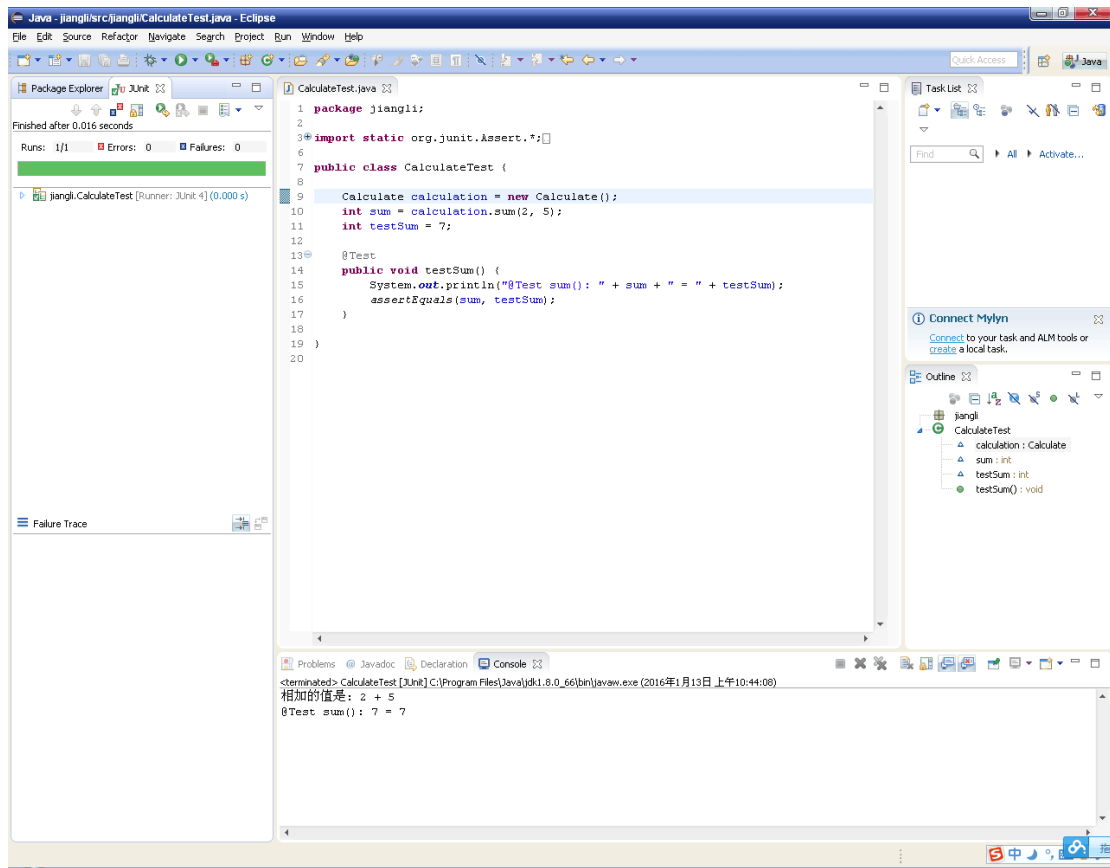 Java - jiangli/src/jiangli/CalculateTest.java - Eclipse
File Edit Source Refactor Navigate Search Project Run Window Help
Quick Access Java
Package Explorer JUnit
Finished after 0.016 seconds
Runs: 1/1 Errors: 0 Failures: 0
jiangli.CalculateTest [Runner: JUnit 4] (0.000 s)
Failure Trace
CalculateTest.java
1 package jiangli;
2
3 import static org.junit.Assert.*;
6
7 public class CalculateTest {
8
9 Calculate calculation = new Calculate();
10 int sum = calculation.sum(2, 5);
11 int testSum = 7;
12
13 @Test
14 public void testSum() {
15 System.out.println("@Test sum(): " + sum + " = " + testSum);
16 assertEquals(sum, testSum);
17 }
18
19 }
20
Task List
Find All Activate...
Connect Mylyn
Connect to your task and ALM tools or
create a local task.
Outline
jiangli
CalculateTest
calculation : Calculate
sum : int
testSum : int
testSum() : void
Problems @ Javadoc Declaration Console
<terminated> CalculateTest [JUnit] C:\Program Files\Java\jdk1.8.0_66\bin\javaw.exe (2016年1月13日 上午10:44:08)
相加的值是: 2 + 5
@Test sum(): 7 = 7
中